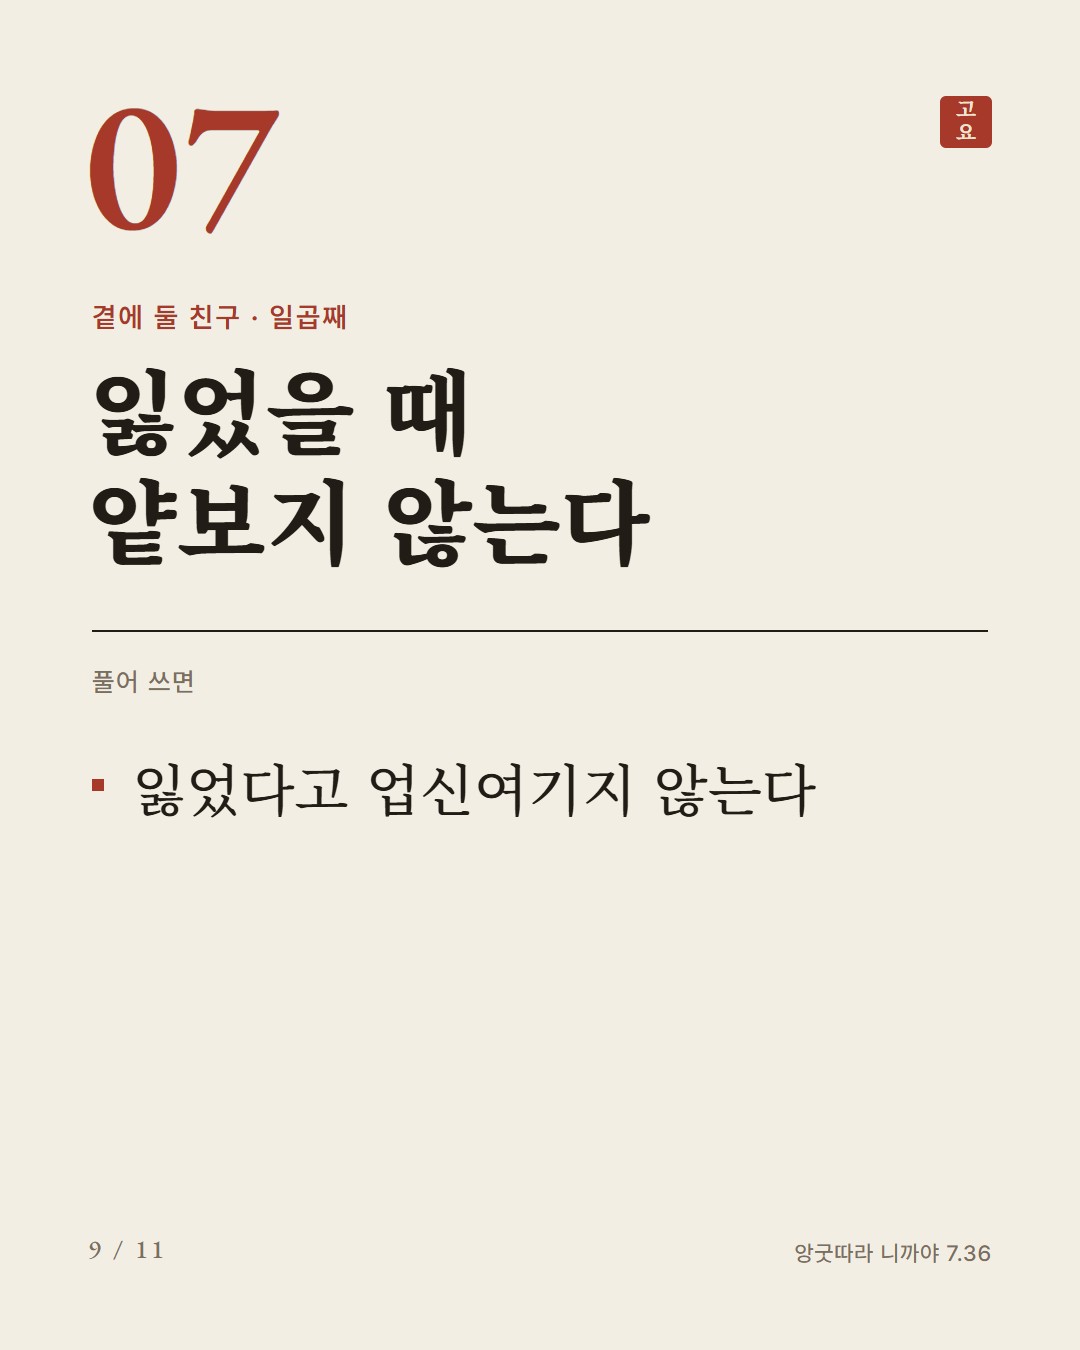 07
고
요
곁에 둘 친구 · 일곱째
잃었을 때
얕보지 않는다
풀어 쓰면
잃었다고 업신여기지 않는다
9 / 11
앙굿따라 니까야 7.36